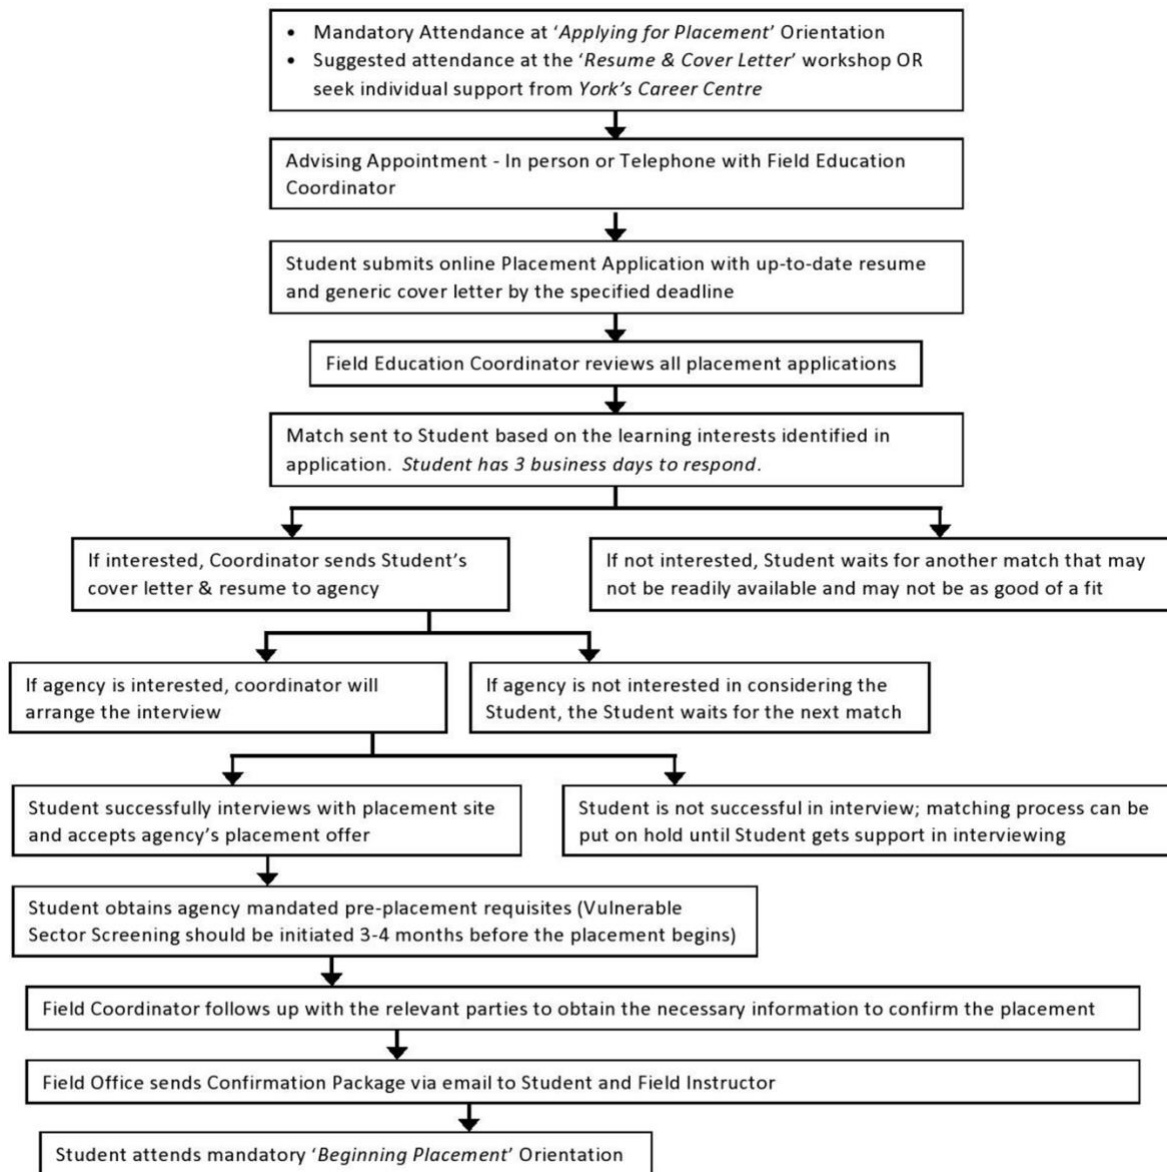 • Mandatory Attendance at ‘Applying for Placement’ Orientation
• Suggested attendance at the ‘Resume & Cover Letter’ workshop OR
seek individual support from York’s Career Centre
Advising Appointment - In person or Telephone with Field Education
Coordinator
Student submits online Placement Application with up-to-date resume
and generic cover letter by the specified deadline
Field Education Coordinator reviews all placement applications
Match sent to Student based on the learning interests identified in
application. Student has 3 business days to respond.
If interested, Coordinator sends Student’s
cover letter & resume to agency
If not interested, Student waits for another match that may
not be readily available and may not be as good of a fit
If agency is interested, coordinator will
arrange the interview
If agency is not interested in considering the
Student, the Student waits for the next match
Student successfully interviews with placement site
and accepts agency’s placement offer
Student is not successful in interview; matching process can be
put on hold until Student gets support in interviewing
Student obtains agency mandated pre-placement requisites (Vulnerable
Sector Screening should be initiated 3-4 months before the placement begins)
Field Coordinator follows up with the relevant parties to obtain the necessary information to confirm the placement
Field Office sends Confirmation Package via email to Student and Field Instructor
Student attends mandatory ‘Beginning Placement’ Orientation